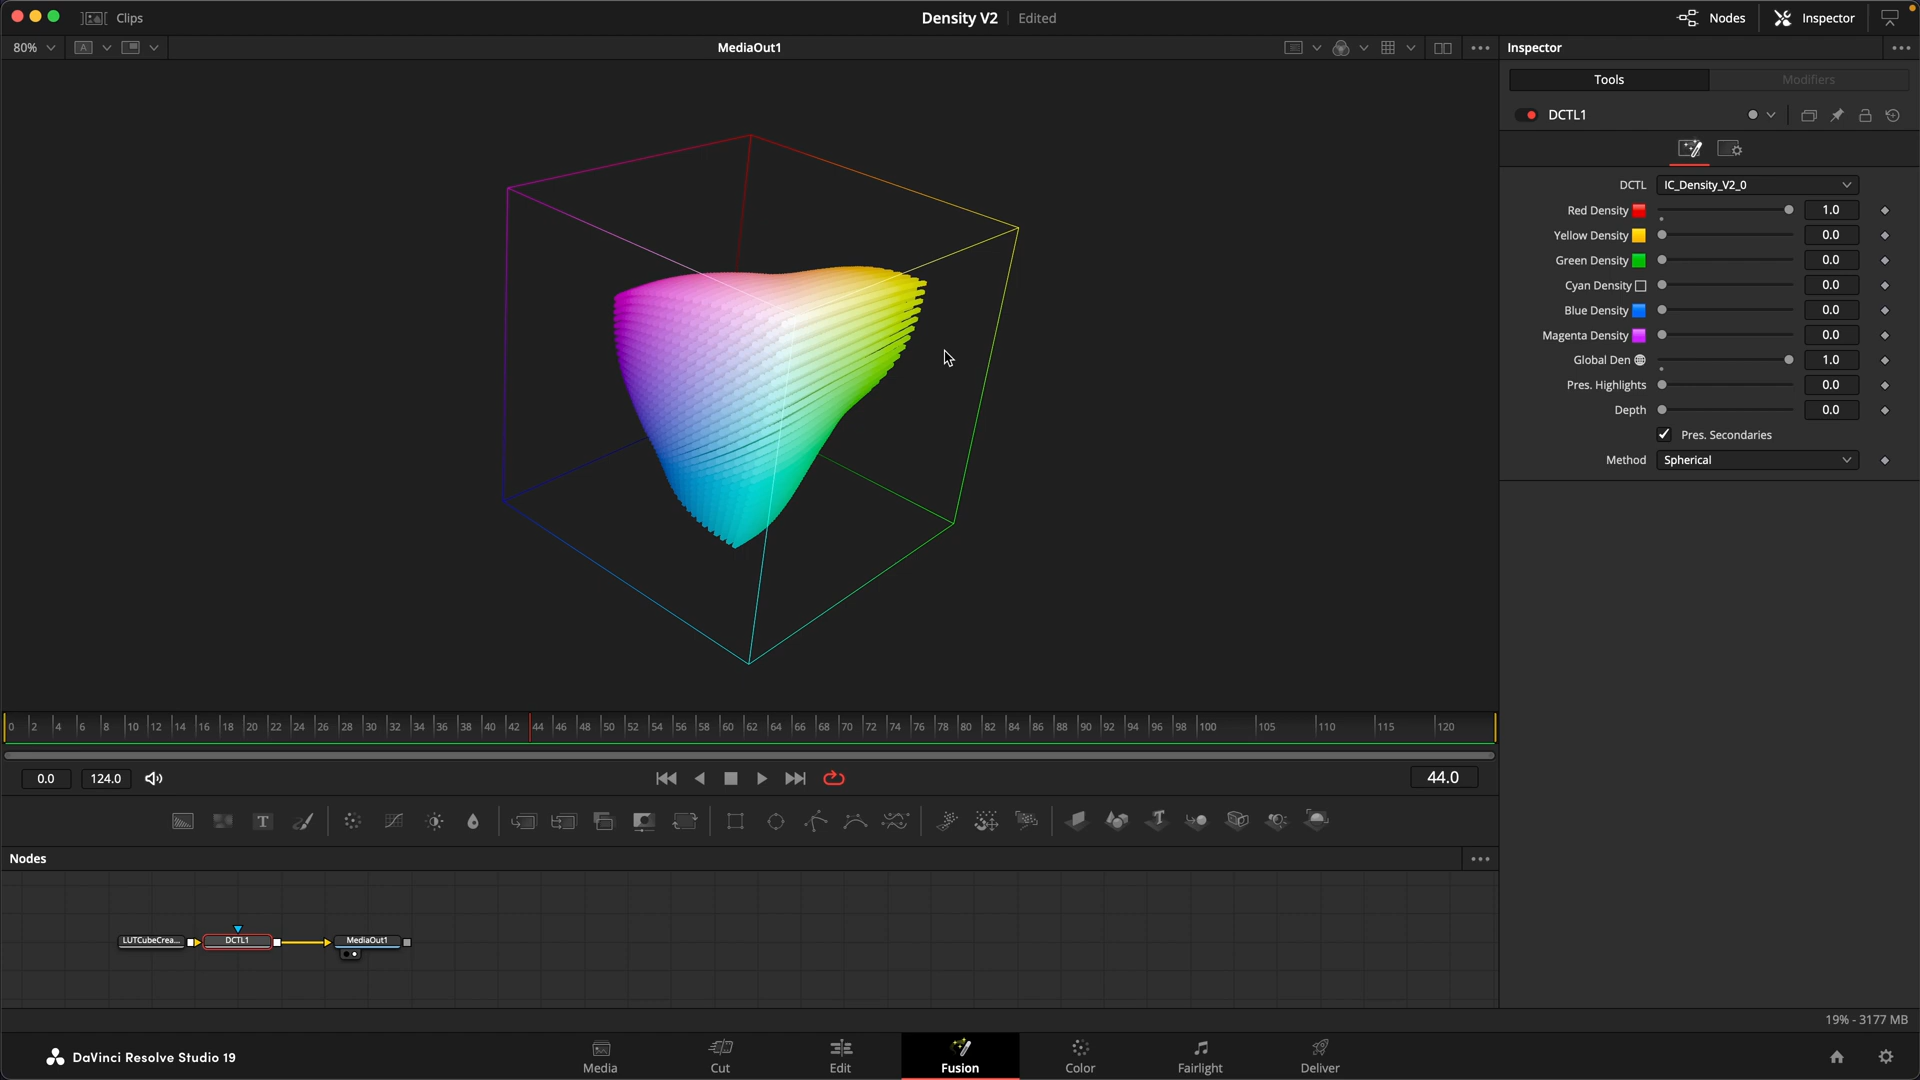 Clips
Density V2 Edited
Nodes
Inspector
80%
A
MediaOut1
Inspector
Tools
Modifiers
DCTL1
DCTL IC_Density_V2_0
Red Density 1.0
Yellow Density 0.0
Green Density 0.0
Cyan Density 0.0
Blue Density 0.0
Magenta Density 0.0
Global Den 1.0
Pres. Highlights 0.0
Depth 0.0
Pres. Secondaries
Method Spherical
0 2 4 6 8 10 12 14 16 18 20 22 24 26 28 30 32 34 36 38 40 42 44 46 48 50 52 54 56 58 60 62 64 66 68 70 72 74 76 78 80 82 84 86 88 90 92 94 96 98 100 105 110 115 120
0.0 124.0 44.0
T
Nodes
LUTCubeCrea... DCTL1 MediaOut1
19% - 3177 MB
DaVinci Resolve Studio 19
Media Cut Edit Fusion Color Fairlight Deliver